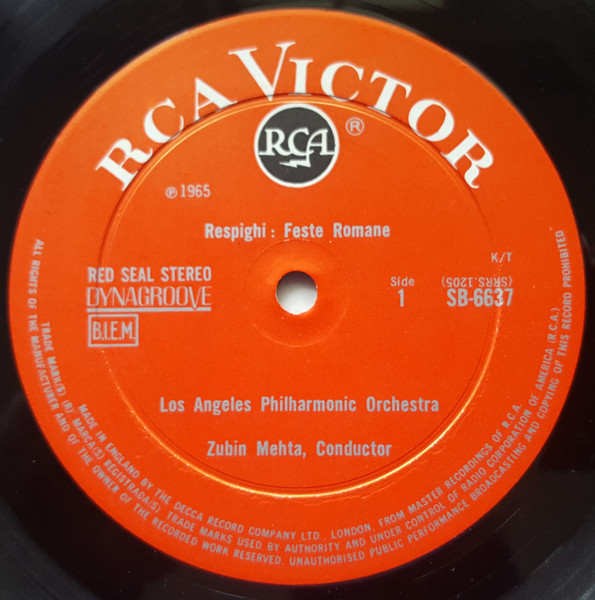 RCA VICTOR
RCA
®
℗ 1965
Respighi : Feste Romane
K/T
RED SEAL STEREO
DYNAGROOVE
B.I.E.M.
Side
1
(SRRS.1205)
SB-6637
Los Angeles Philharmonic Orchestra
Zubin Mehta, Conductor
ALL RIGHTS OF THE MANUFACTURER AND OF THE OWNER OF THE RECORDED WORK RESERVED. UNAUTHORISED PUBLIC PERFORMANCE BROADCASTING AND COPYING OF THIS RECORD PROHIBITED
TRADE MARK(S) (R) MARCA(S) REGISTRADA(S). TRADE MARKS USED BY AUTHORITY AND UNDER CONTROL OF RADIO CORPORATION OF AMERICA (R.C.A.)
MADE IN ENGLAND BY THE DECCA RECORD COMPANY LTD., LONDON, FROM MASTER RECORDINGS OF R.C.A.